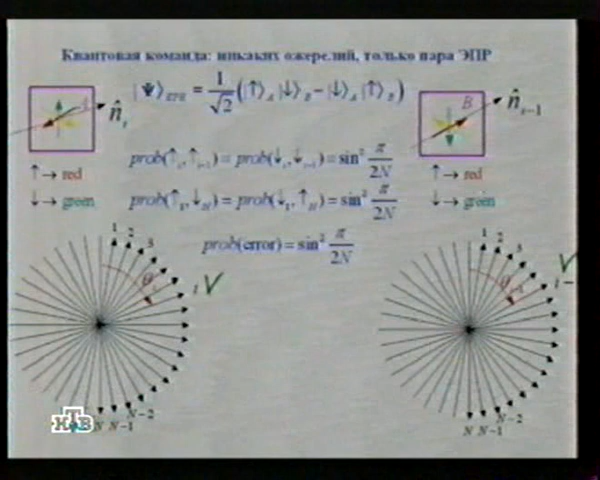 Квантовая команда: никаких ожерелий, только пара ЭПР
|Ψ⟩ЭПР = 1/√2 (|↑⟩A |↓⟩B − |↓⟩A |↑⟩B)
A
n̂i
B
n̂i−1
prob(↑i, ↑i−1) = prob(↓i, ↓i−1) = sin² π/2N
↑→ red
↑→ red
prob(↑1, ↓N) = prob(↓1, ↑N) = sin² π/2N
↓→ green
↓→ green
prob(error) = sin² π/2N
1 2 3
θ
i
V
N N−1 N−2
1 2 3
θ
i−
V
N N−1 N−2
НТВ